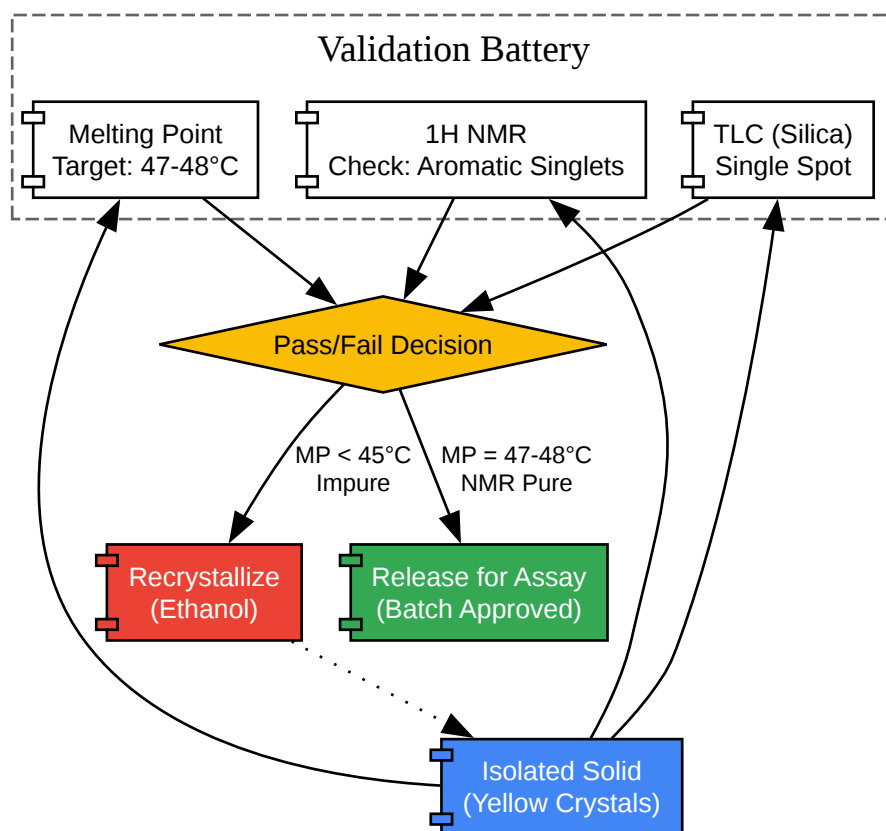 Validation Battery
Melting Point
Target: 47-48°C
1H NMR
Check: Aromatic Singlets
TLC (Silica)
Single Spot
Pass/Fail Decision
MP < 45°C
Impure
MP = 47-48°C
NMR Pure
Recrystallize
(Ethanol)
Release for Assay
(Batch Approved)
Isolated Solid
(Yellow Crystals)